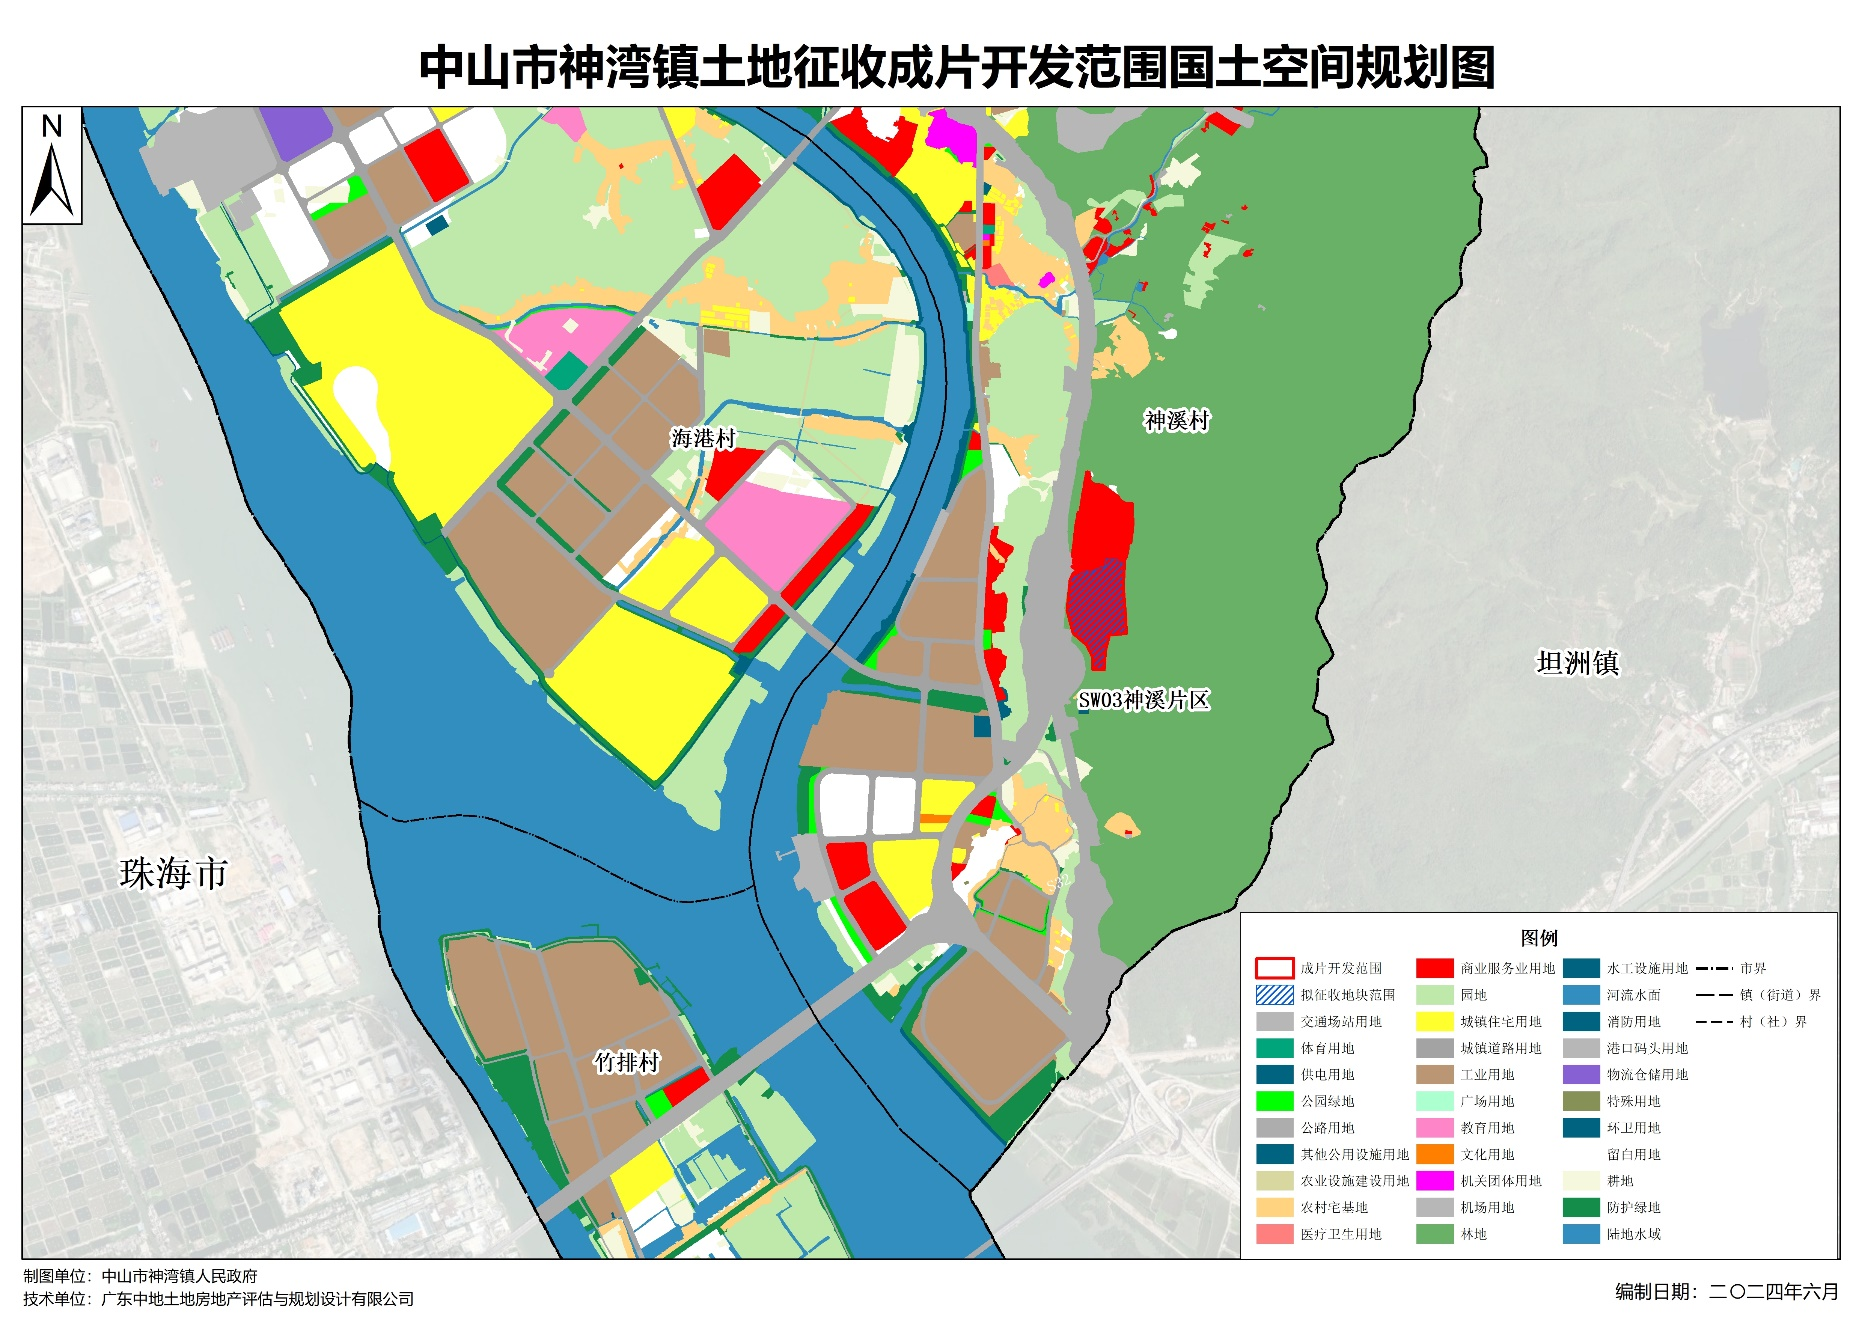 中山市神湾镇土地征收成片开发范围国土空间规划图
N
海港村
神溪村
坦洲镇
SW03神溪片区
珠海市
S32
竹排村
图例
成片开发范围
拟征收地块范围
交通场站用地
体育用地
供电用地
公园绿地
公路用地
其他公用设施用地
农业设施建设用地
农村宅基地
医疗卫生用地
商业服务业用地
园地
城镇住宅用地
城镇道路用地
工业用地
广场用地
教育用地
文化用地
机关团体用地
机场用地
林地
水工设施用地
河流水面
消防用地
港口码头用地
物流仓储用地
特殊用地
环卫用地
留白用地
耕地
防护绿地
陆地水域
市界
镇（街道）界
村（社）界
制图单位：中山市神湾镇人民政府
技术单位：广东中地土地房地产评估与规划设计有限公司
编制日期：二〇二四年六月